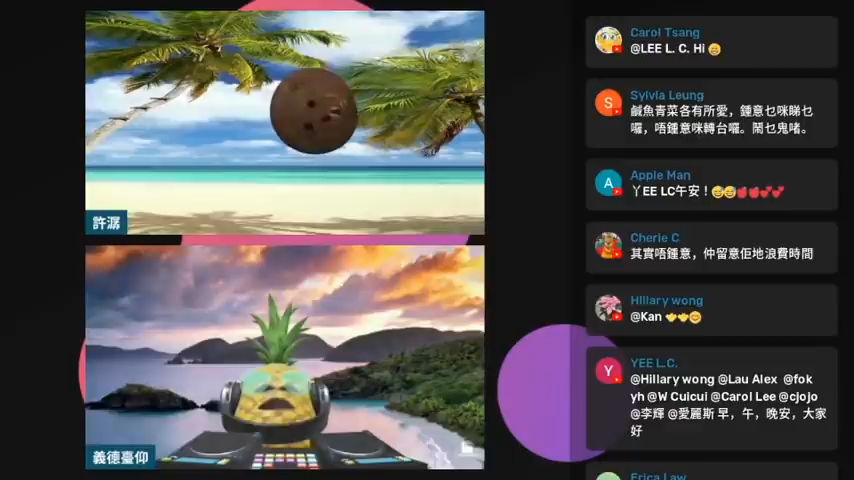 許潺
義德臺仰
Carol Tsang
@LEE L. C. Hi 😄
Sylvia Leung
鹹魚青菜各有所愛，鍾意乜咪睇乜
囉，唔鍾意咪轉台囉。鬧乜鬼啫。
Apple Man
丫EE LC午安！😅😅🍎🍎💕💕
Cherie C
其實唔鍾意，仲留意佢地浪費時間
Hillary wong
@Kan 🤝🤝😊
YEE L.C.
@Hillary wong @Lau Alex @fok
yh @W Cuicui @Carol Lee @cjojo
@李輝 @愛麗斯 早，午，晚安，大家
好
Erica Law